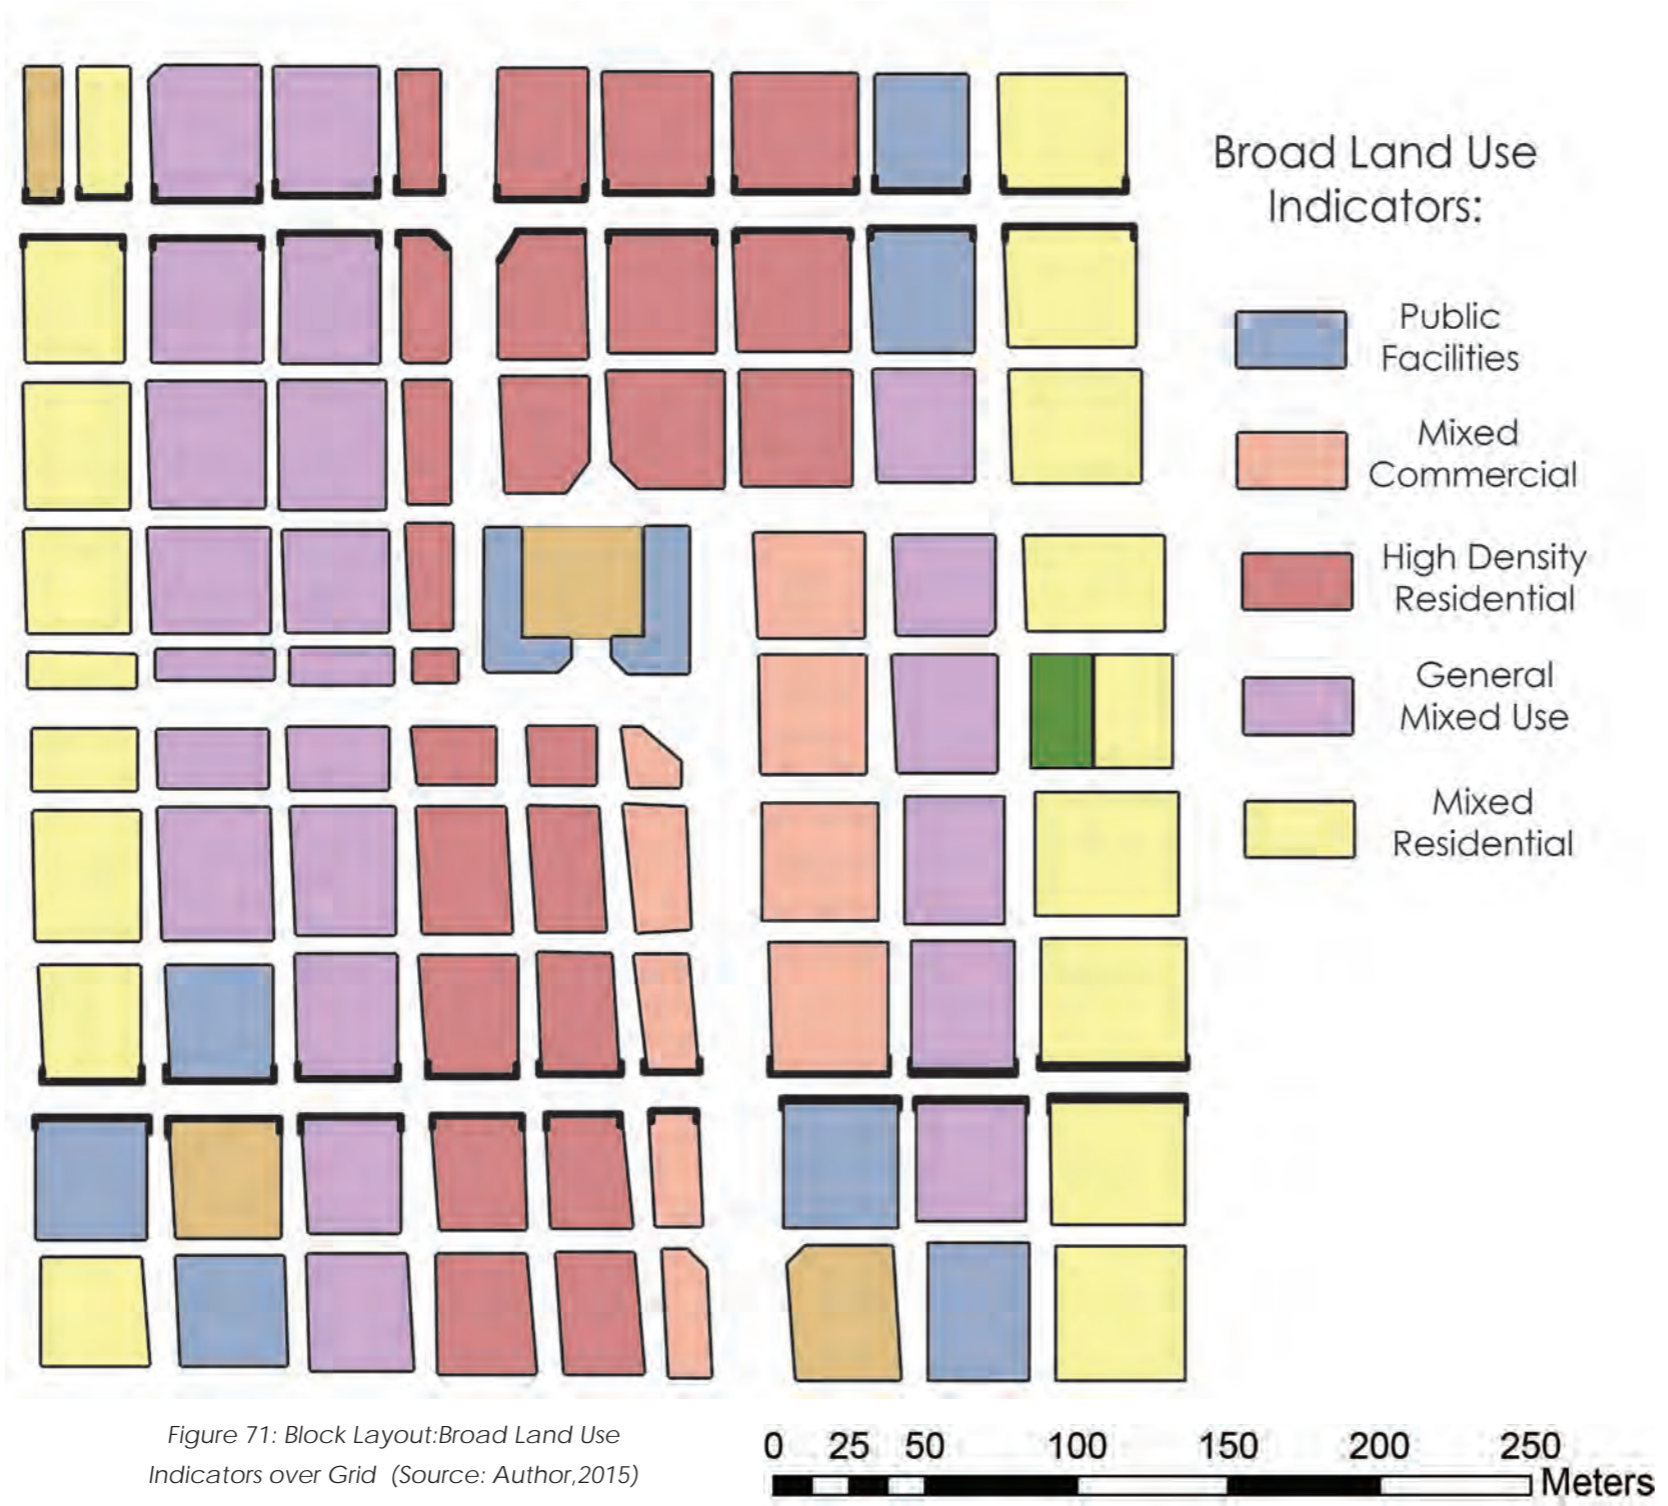 Broad Land Use
Indicators:
Public
Facilities
Mixed
Commercial
High Density
Residential
General
Mixed Use
Mixed
Residential
Figure 71: Block Layout:Broad Land Use
Indicators over Grid (Source: Author,2015)
0 25 50 100 150 200 250
Meters